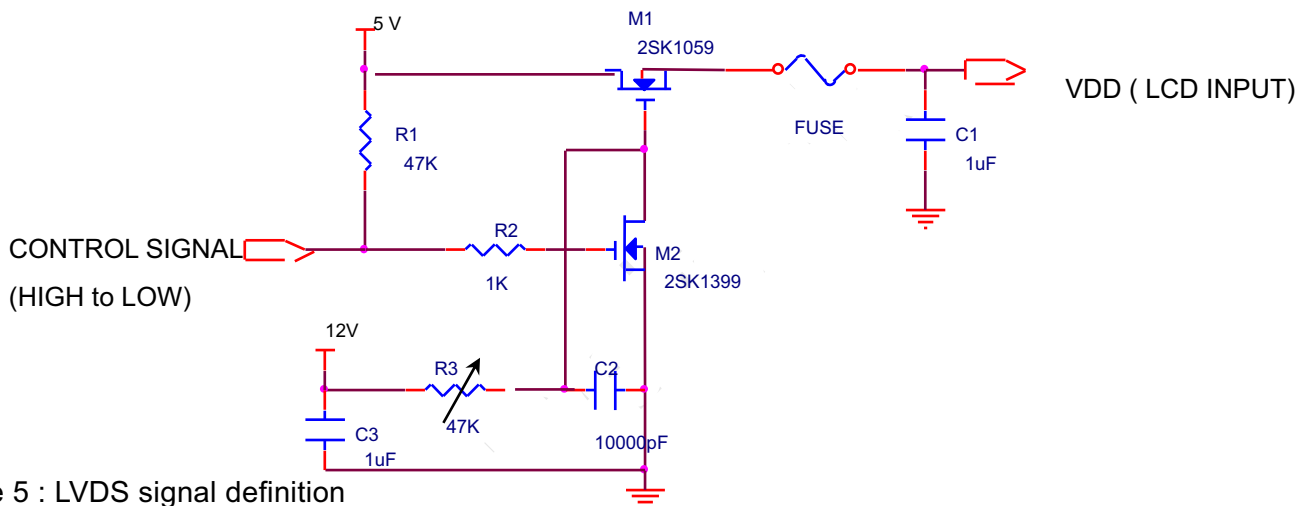 5 V
M1
2SK1059
VDD ( LCD INPUT)
R1
47K
FUSE
C1
1uF
CONTROL SIGNAL
(HIGH to LOW)
R2
1K
M2
2SK1399
12V
R3
47K
C2
10000pF
C3
1uF
e 5 : LVDS signal definition